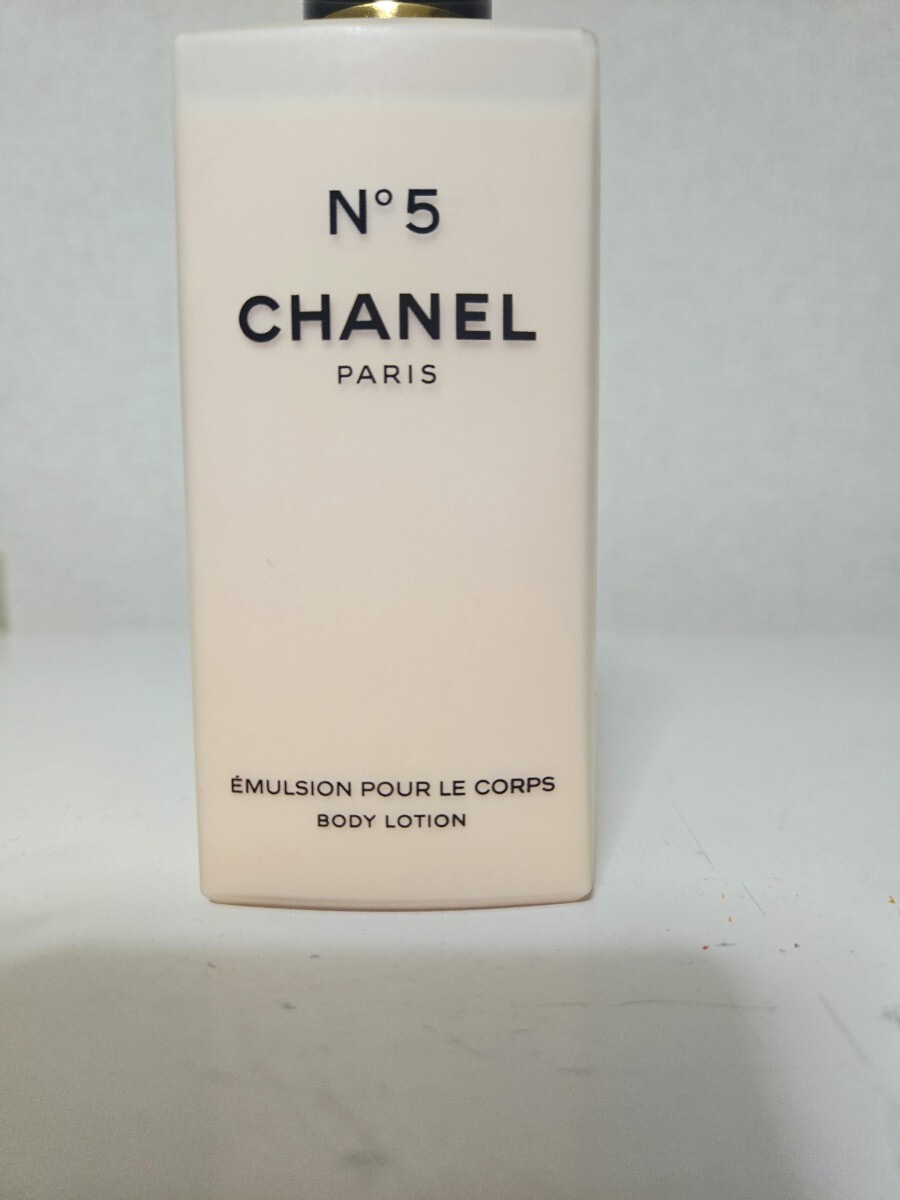 N° 5
CHANEL
PARIS
ÉMULSION POUR LE CORPS
BODY LOTION